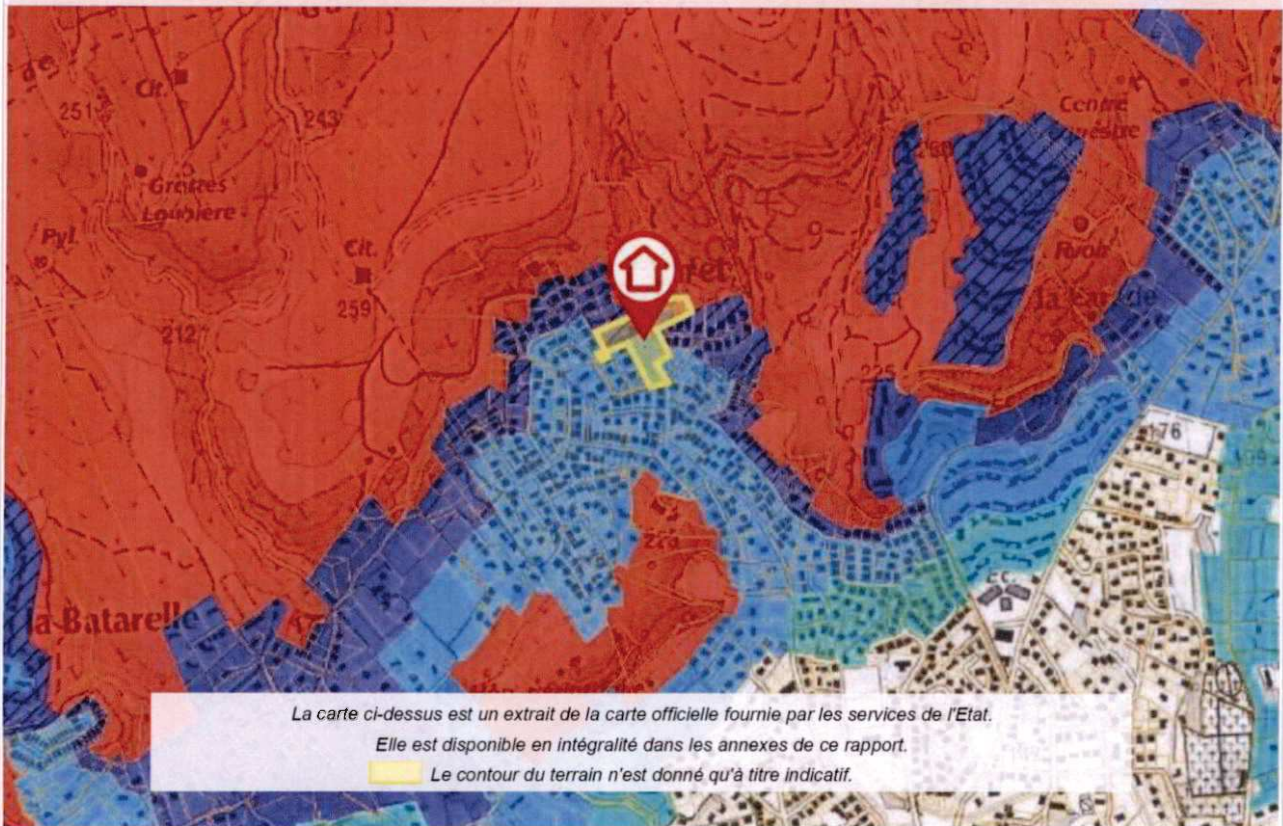 Cit.
251
243
Grottes
Loubière
Pyl.
Cit.
259
212
Centre
la Batarelle
225
176
C.C.
La carte ci-dessus est un extrait de la carte officielle fournie par les services de l'Etat.
Elle est disponible en intégralité dans les annexes de ce rapport.
Le contour du terrain n'est donné qu'à titre indicatif.